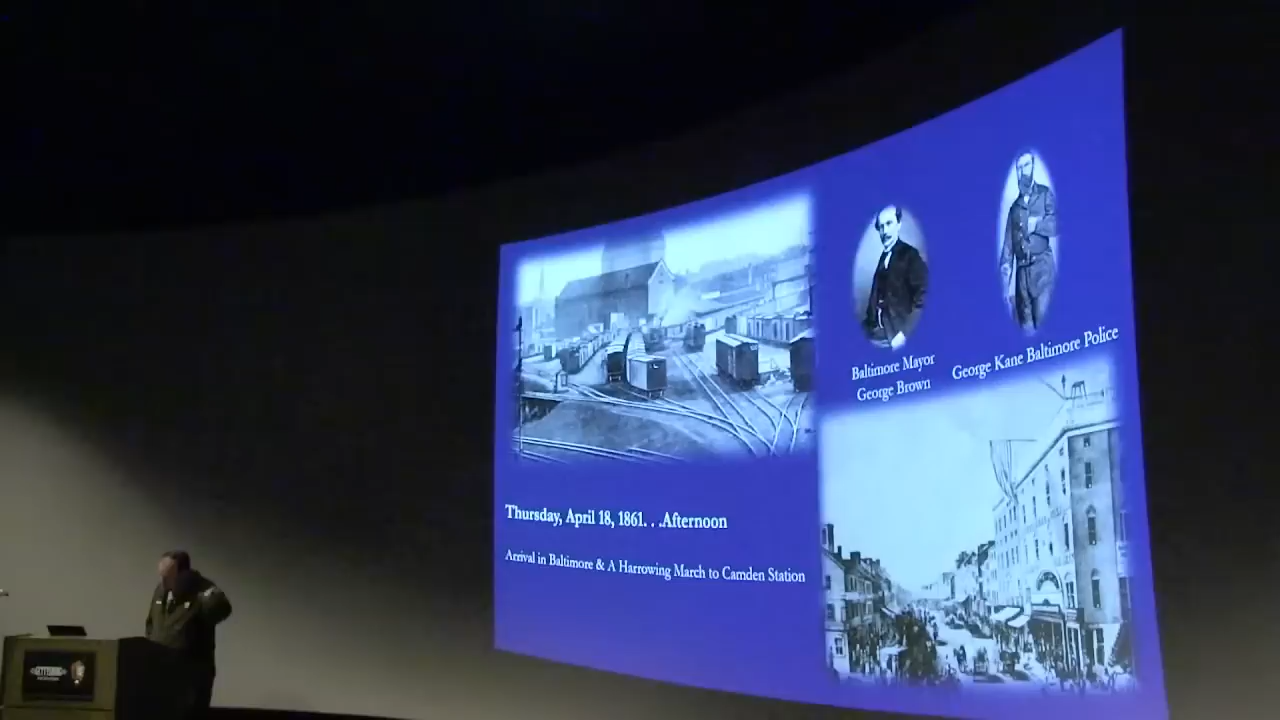 Baltimore Mayor
George Brown
George Kane Baltimore Police
Thursday, April 18, 1861. . .Afternoon
Arrival in Baltimore & A Harrowing March to Camden Station
GETTYSBURG